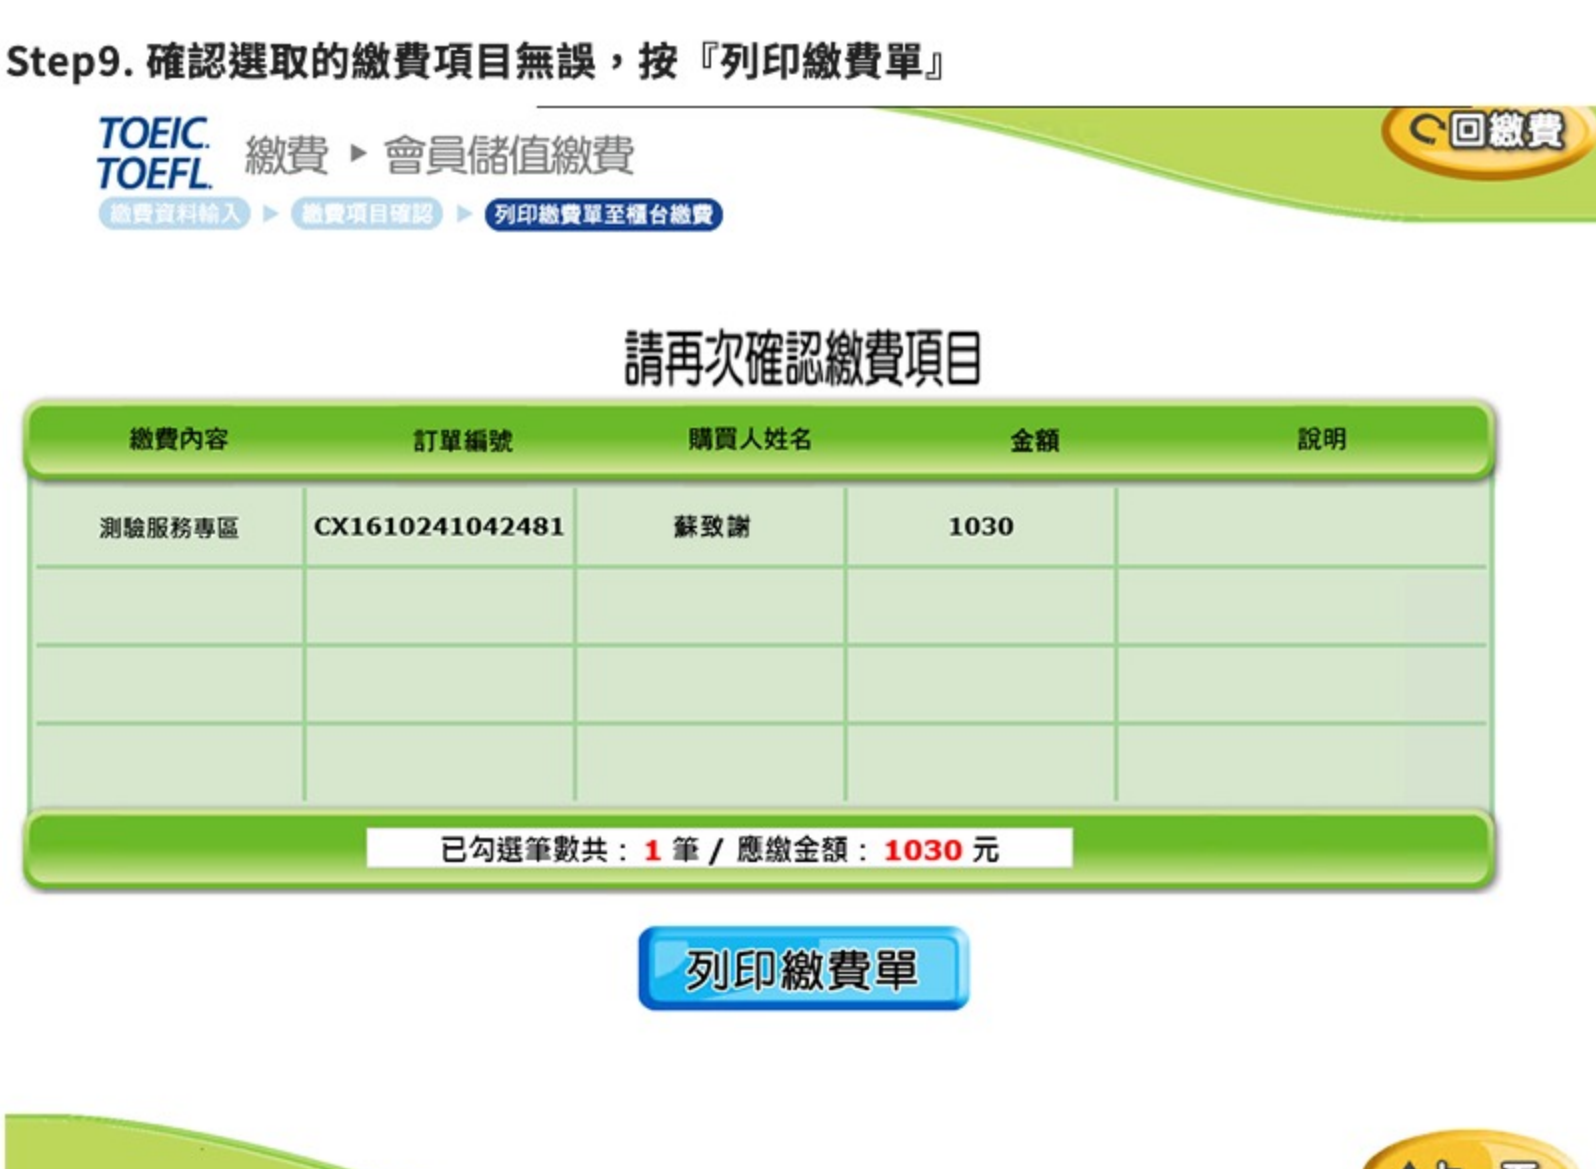 Step9. 確認選取的繳費項目無誤，按『列印繳費單』
TOEIC.
TOEFL.
繳費 ▸ 會員儲值繳費
回繳費
繳費資料輸入 ▶ 繳費項目確認 ▶ 列印繳費單至櫃台繳費
請再次確認繳費項目
繳費內容 訂單編號 購買人姓名 金額 說明
測驗服務專區 CX1610241042481 蘇致謝 1030
已勾選筆數共：1 筆 / 應繳金額：1030 元
列印繳費單